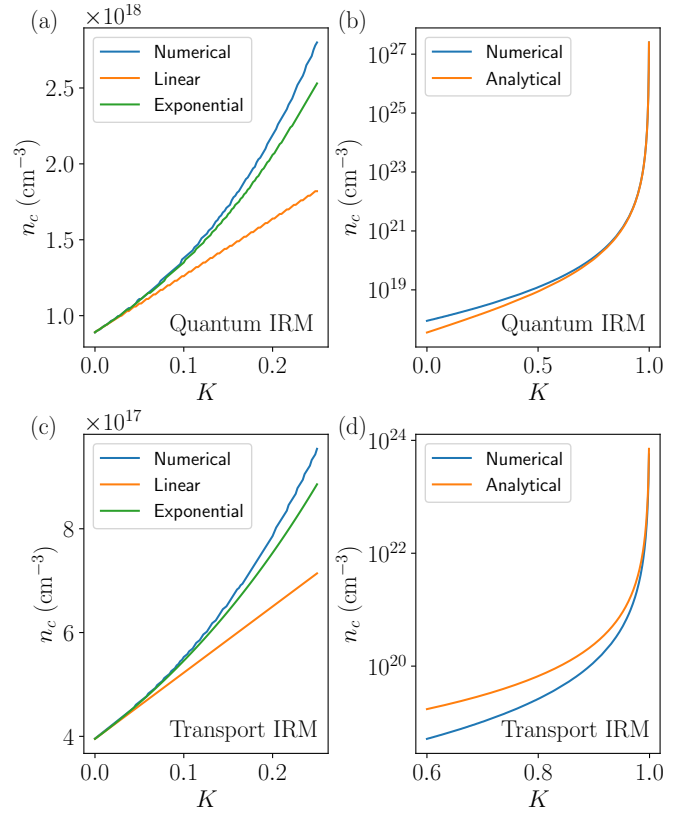 (a)
×10^18
Numerical
Linear
Exponential
2.5
2.0
1.5
1.0
n_c (cm^−3)
Quantum IRM
0.0 0.1 0.2
K
(b)
Numerical
Analytical
10^27
10^25
10^23
10^21
10^19
n_c (cm^−3)
Quantum IRM
0.0 0.5 1.0
K
(c)
×10^17
Numerical
Linear
Exponential
8
6
4
n_c (cm^−3)
Transport IRM
0.0 0.1 0.2
K
(d)
Numerical
Analytical
10^24
10^22
10^20
n_c (cm^−3)
Transport IRM
0.6 0.8 1.0
K